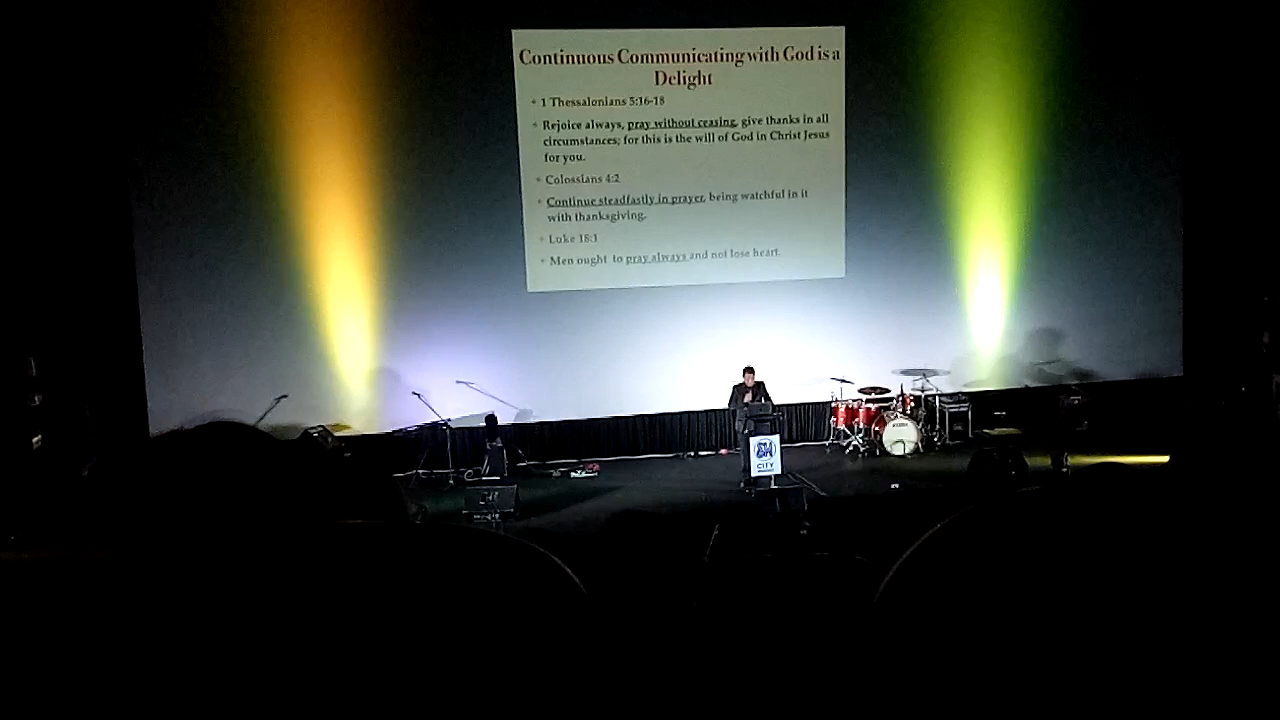 Continuous Communicating with God is a
Delight
1 Thessalonians 5:16-18
Rejoice always, pray without ceasing, give thanks in all
circumstances; for this is the will of God in Christ Jesus
for you.
Colossians 4:2
Continue steadfastly in prayer, being watchful in it
with thanksgiving.
Luke 18:1
Men ought to pray always and not lose heart.
SM
CITY